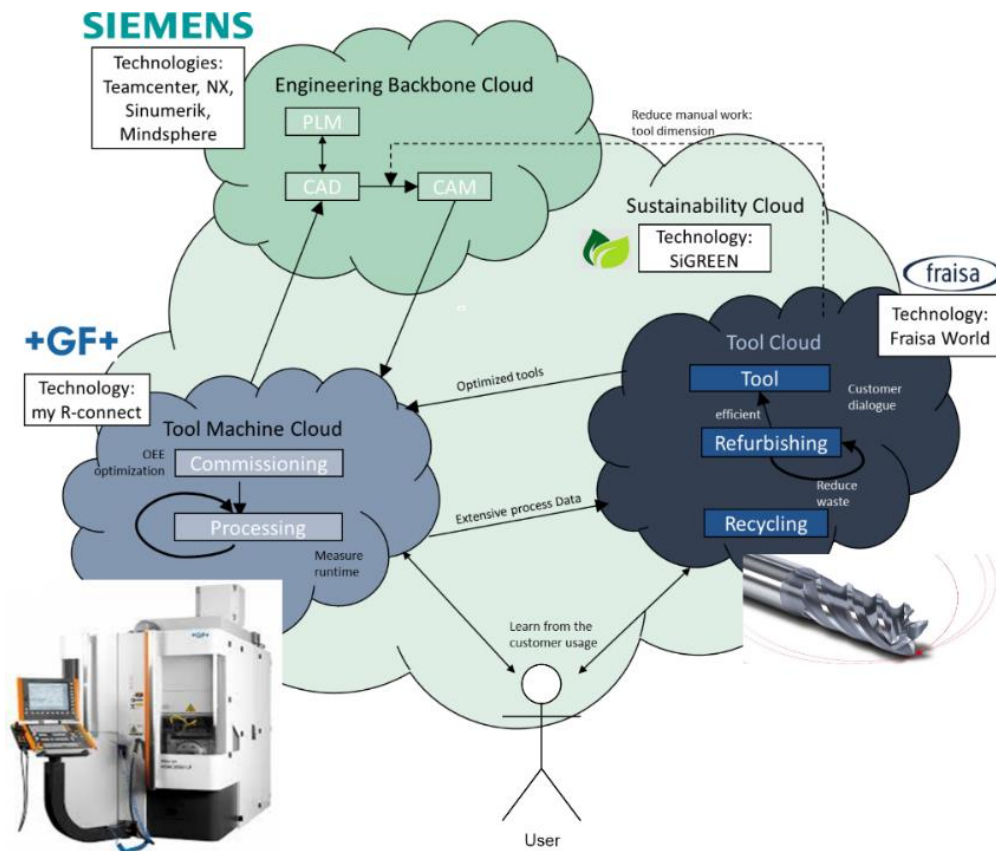 SIEMENS
Technologies:
Teamcenter, NX,
Sinumerik,
Mindsphere
Engineering Backbone Cloud
PLM
CAD
CAM
Reduce manual work:
tool dimension
Sustainability Cloud
Technology:
SiGREEN
fraisa
Technology:
Fraisa World
+GF+
Technology:
my R-connect
Tool Cloud
Tool
Customer
dialogue
efficient
Refurbishing
Reduce
waste
Recycling
Optimized tools
Tool Machine Cloud
OEE
optimization
Commissioning
Processing
Measure
runtime
Extensive process Data
Learn from the
customer usage
+GF+
User